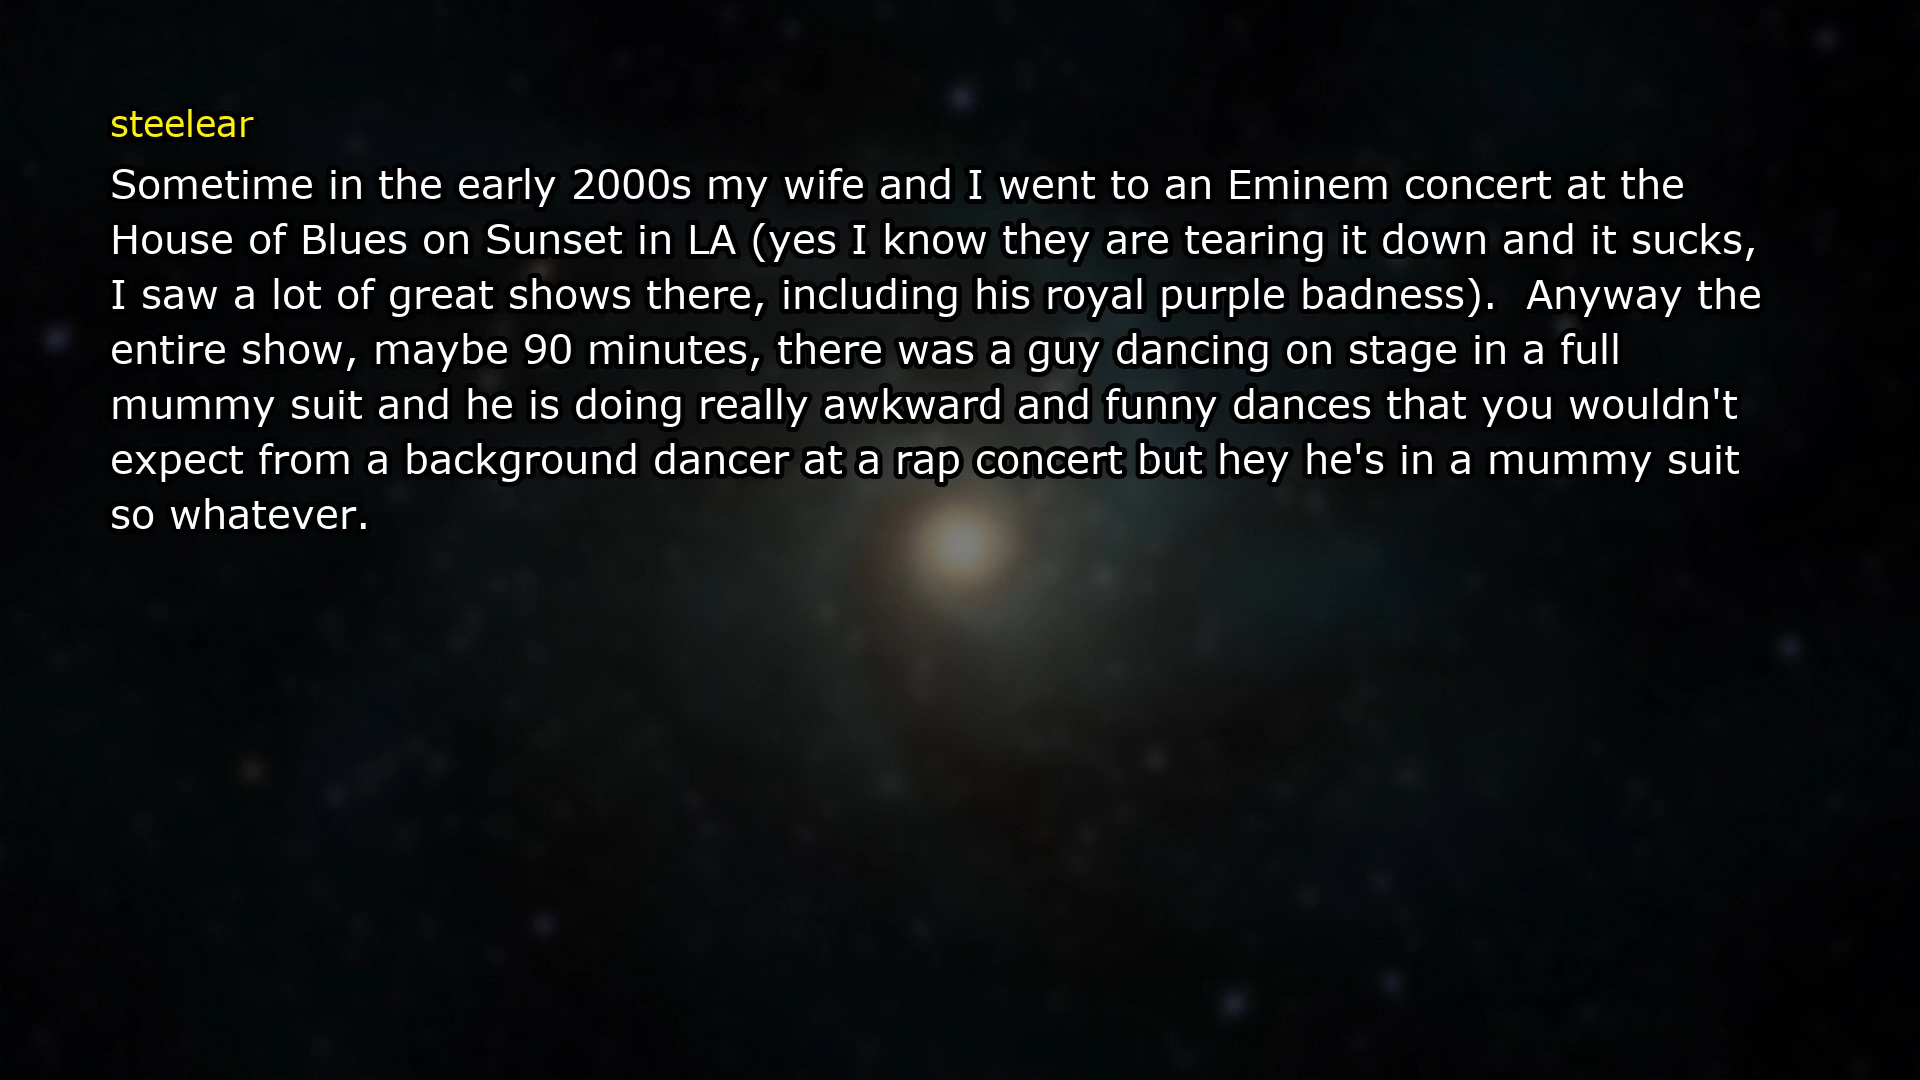 steelear
Sometime in the early 2000s my wife and I went to an Eminem concert at the
House of Blues on Sunset in LA (yes I know they are tearing it down and it sucks,
I saw a lot of great shows there, including his royal purple badness).  Anyway the
entire show, maybe 90 minutes, there was a guy dancing on stage in a full
mummy suit and he is doing really awkward and funny dances that you wouldn't
expect from a background dancer at a rap concert but hey he's in a mummy suit
so whatever.